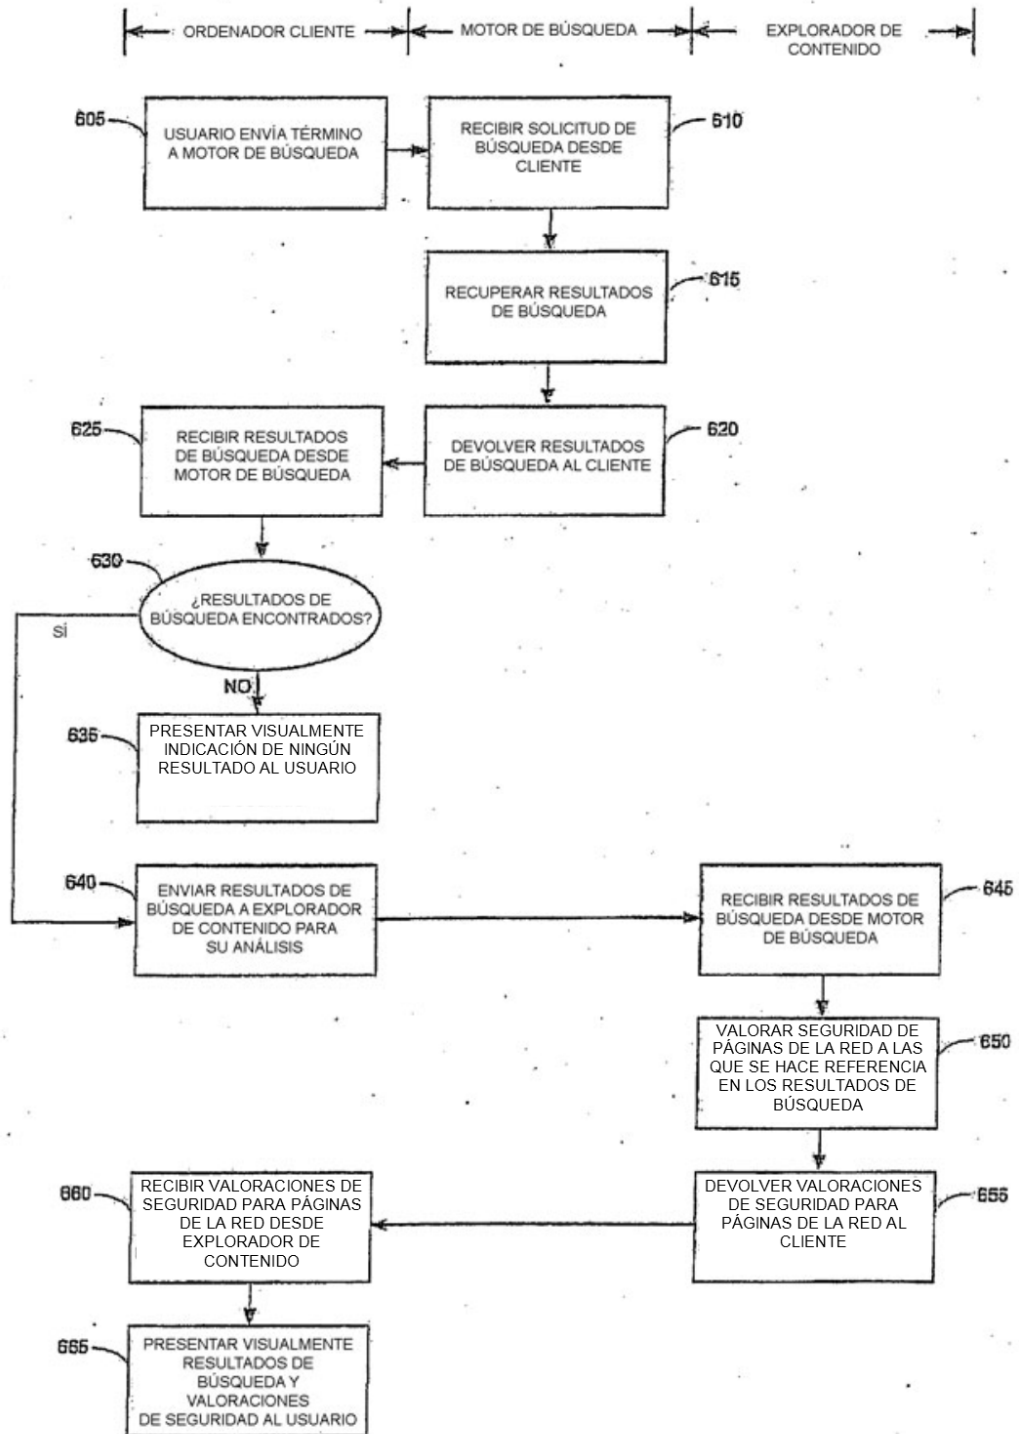 ORDENADOR CLIENTE
MOTOR DE BÚSQUEDA
EXPLORADOR DE
CONTENIDO
605
USUARIO ENVÍA TÉRMINO
A MOTOR DE BÚSQUEDA
RECIBIR SOLICITUD DE
BÚSQUEDA DESDE
CLIENTE
610
RECUPERAR RESULTADOS
DE BÚSQUEDA
615
625
RECIBIR RESULTADOS
DE BÚSQUEDA DESDE
MOTOR DE BÚSQUEDA
DEVOLVER RESULTADOS
DE BÚSQUEDA AL CLIENTE
620
630
¿RESULTADOS DE
BÚSQUEDA ENCONTRADOS?
SÍ
NO
635
PRESENTAR VISUALMENTE
INDICACIÓN DE NINGÚN
RESULTADO AL USUARIO
640
ENVIAR RESULTADOS DE
BÚSQUEDA A EXPLORADOR
DE CONTENIDO PARA
SU ANÁLISIS
RECIBIR RESULTADOS DE
BÚSQUEDA DESDE MOTOR
DE BÚSQUEDA
645
VALORAR SEGURIDAD DE
PÁGINAS DE LA RED A LAS
QUE SE HACE REFERENCIA
EN LOS RESULTADOS DE
BÚSQUEDA
650
660
RECIBIR VALORACIONES DE
SEGURIDAD PARA PÁGINAS
DE LA RED DESDE
EXPLORADOR DE
CONTENIDO
DEVOLVER VALORACIONES
DE SEGURIDAD PARA
PÁGINAS DE LA RED AL
CLIENTE
655
665
PRESENTAR VISUALMENTE
RESULTADOS DE
BÚSQUEDA Y
VALORACIONES
DE SEGURIDAD AL USUARIO